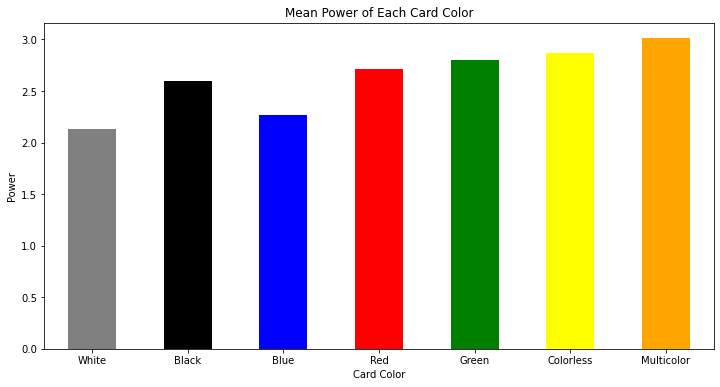 Mean Power of Each Card Color
Power
3.0
2.5
2.0
1.5
1.0
0.5
0.0
White Black Blue Red Green Colorless Multicolor
Card Color